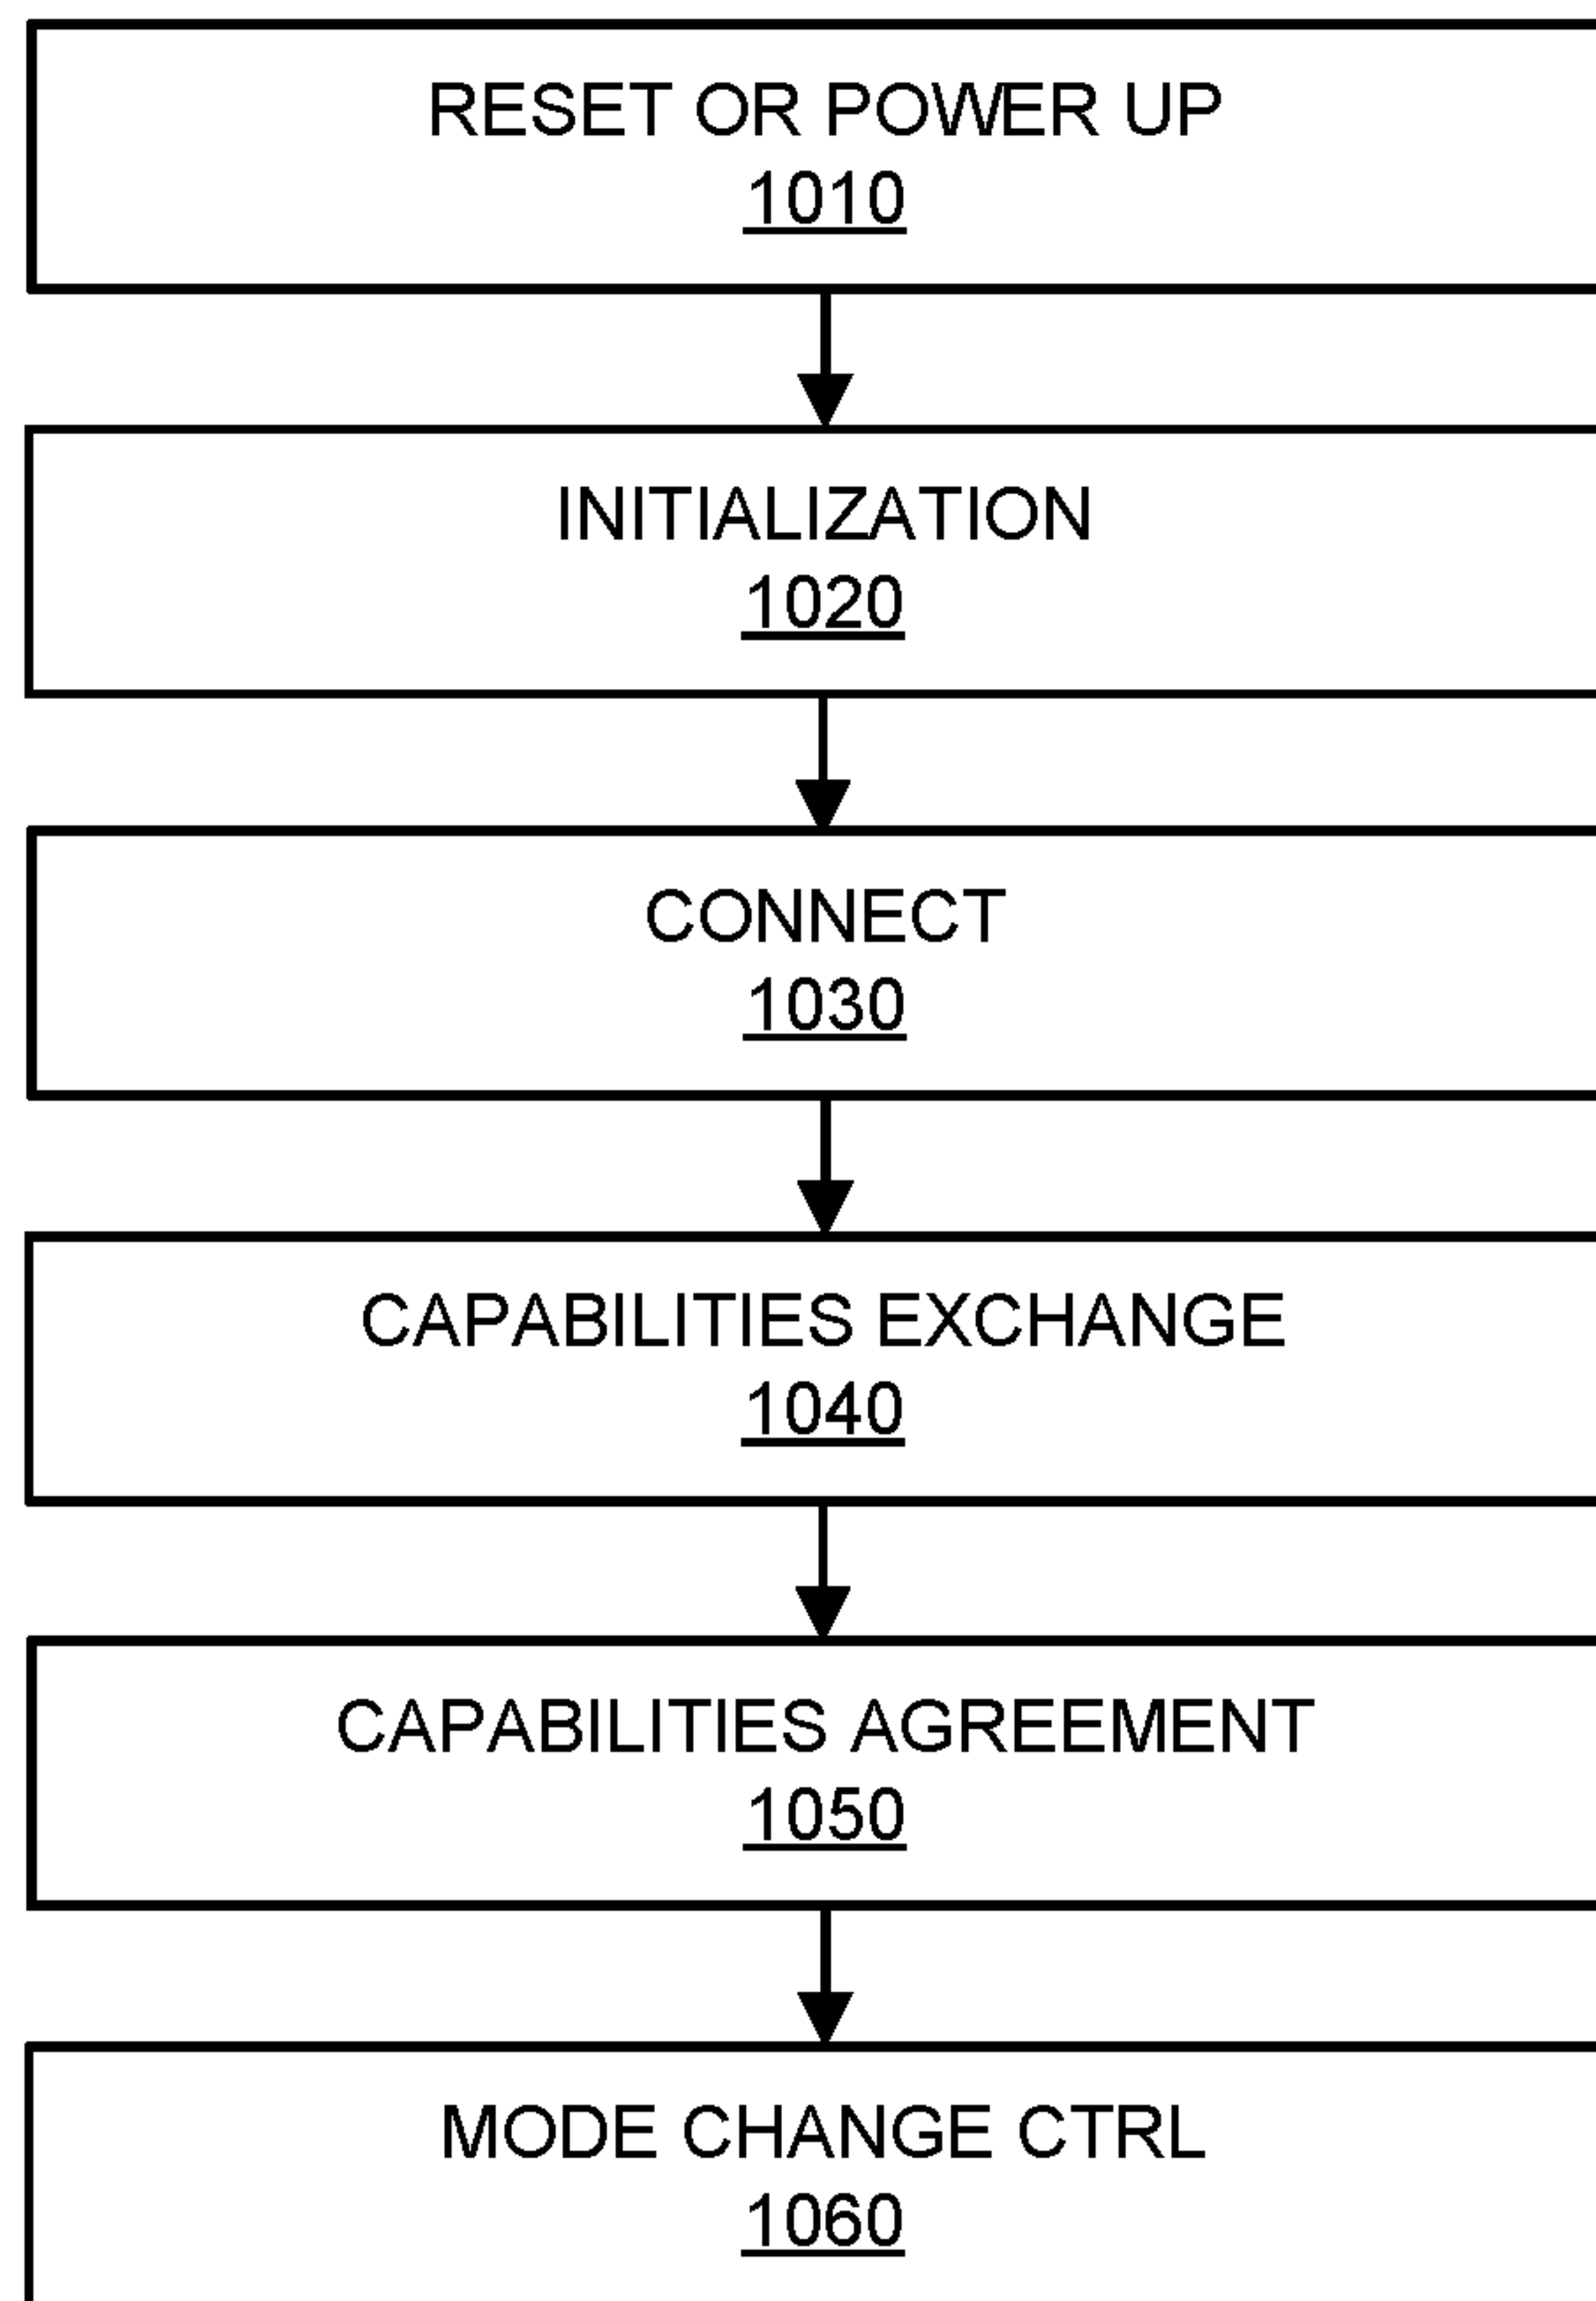 RESET OR POWER UP
1010
INITIALIZATION
1020
CONNECT
1030
CAPABILITIES EXCHANGE
1040
CAPABILITIES AGREEMENT
1050
MODE CHANGE CTRL
1060